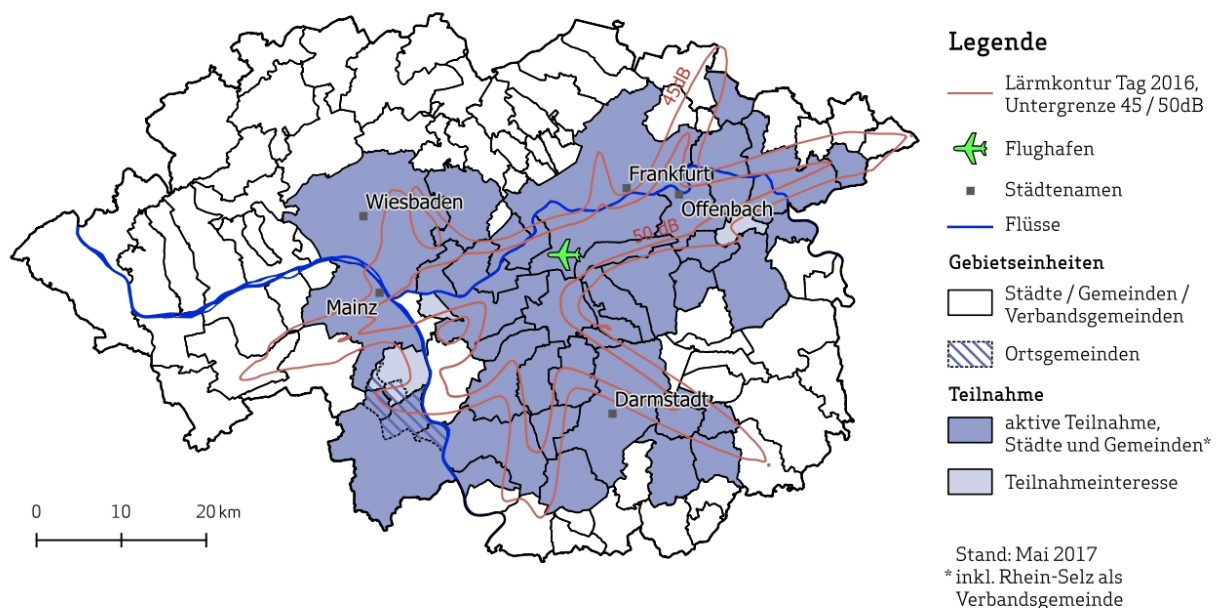 45dB
Frankfurt
Wiesbaden
Offenbach
50 dB
Mainz
Darmstadt
0 10 20 km
Legende
Lärmkontur Tag 2016,
Untergrenze 45 / 50dB
Flughafen
Städtenamen
Flüsse
Gebietseinheiten
Städte / Gemeinden /
Verbandsgemeinden
Ortsgemeinden
Teilnahme
aktive Teilnahme,
Städte und Gemeinden*
Teilnahmeinteresse
Stand: Mai 2017
* inkl. Rhein-Selz als
Verbandsgemeinde